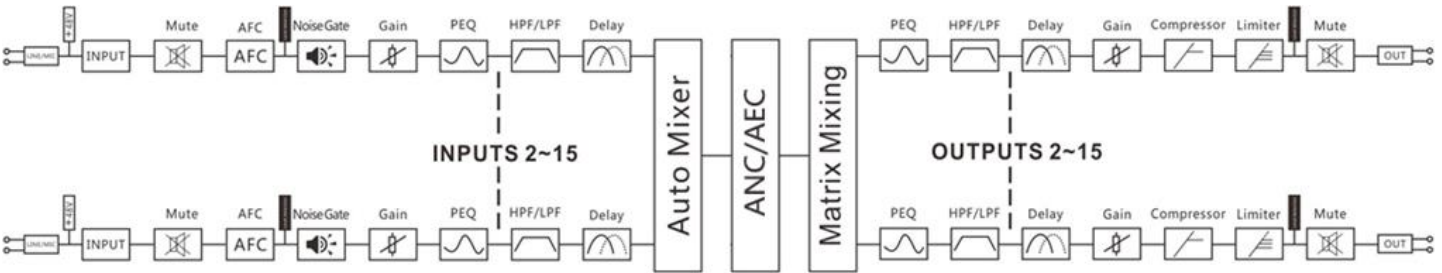 +48V
Mute AFC Noise Gate Gain PEQ HPF/LPF Delay
LINE/MIC INPUT AFC
PEQ HPF/LPF Delay Gain Compressor Limiter Mute
OUT
INPUTS 2~15
Auto Mixer
ANC/AEC
Matrix Mixing
OUTPUTS 2~15
+48V
Mute AFC Noise Gate Gain PEQ HPF/LPF Delay
LINE/MIC INPUT AFC
PEQ HPF/LPF Delay Gain Compressor Limiter Mute
OUT